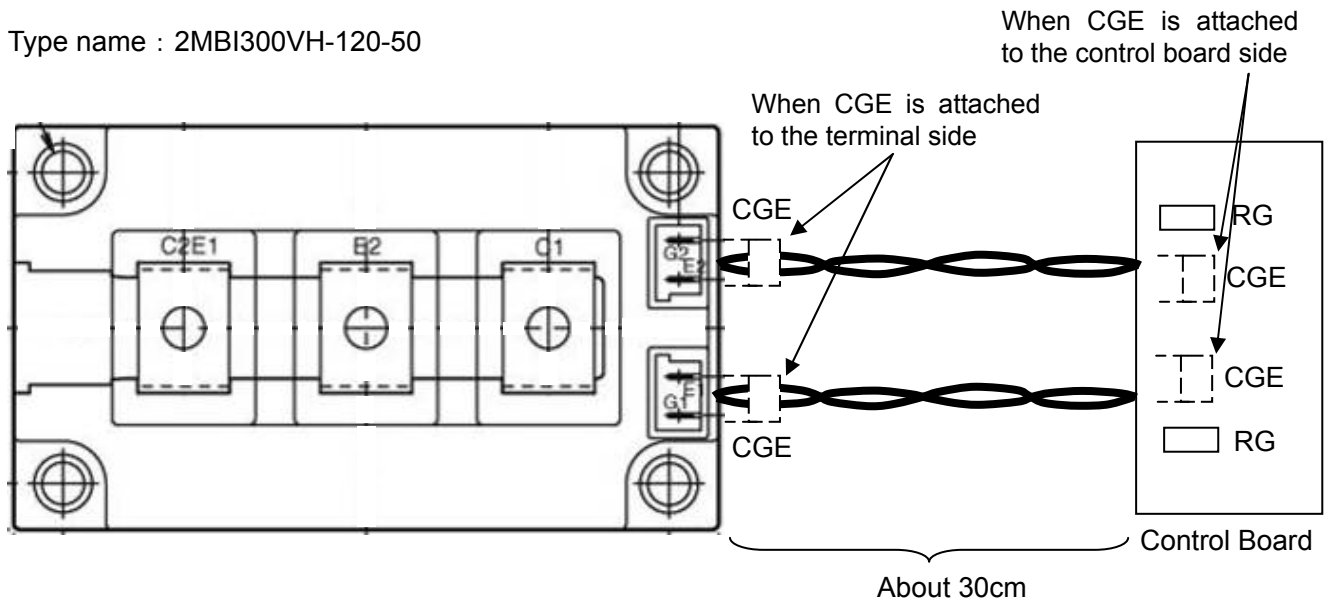 When CGE is attached
to the control board side
Type name : 2MBI300VH-120-50
When CGE is attached
to the terminal side
CGE
RG
C2E1
E2
C1
G2
E2
CGE
CGE
E1
G1
CGE
RG
Control Board
About 30cm